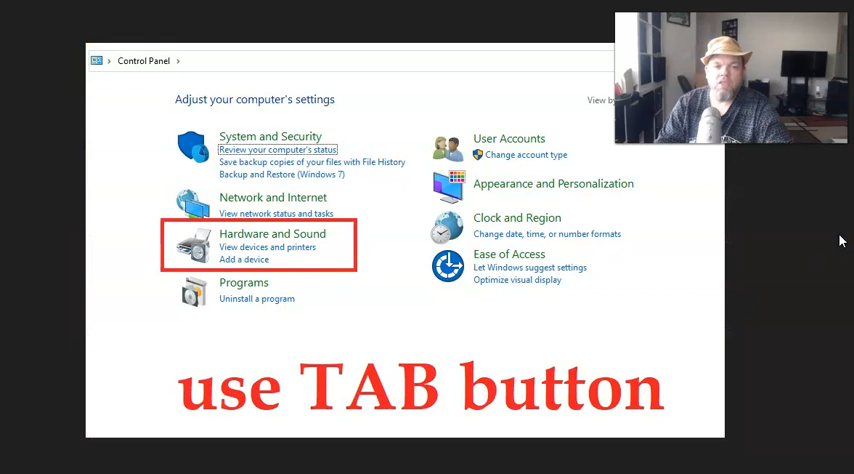 Control Panel
Adjust your computer's settings
View by
System and Security
Review your computer's status
Save backup copies of your files with File History
Backup and Restore (Windows 7)
Network and Internet
View network status and tasks
Hardware and Sound
View devices and printers
Add a device
Programs
Uninstall a program
User Accounts
Change account type
Appearance and Personalization
Clock and Region
Change date, time, or number formats
Ease of Access
Let Windows suggest settings
Optimize visual display
use TAB button